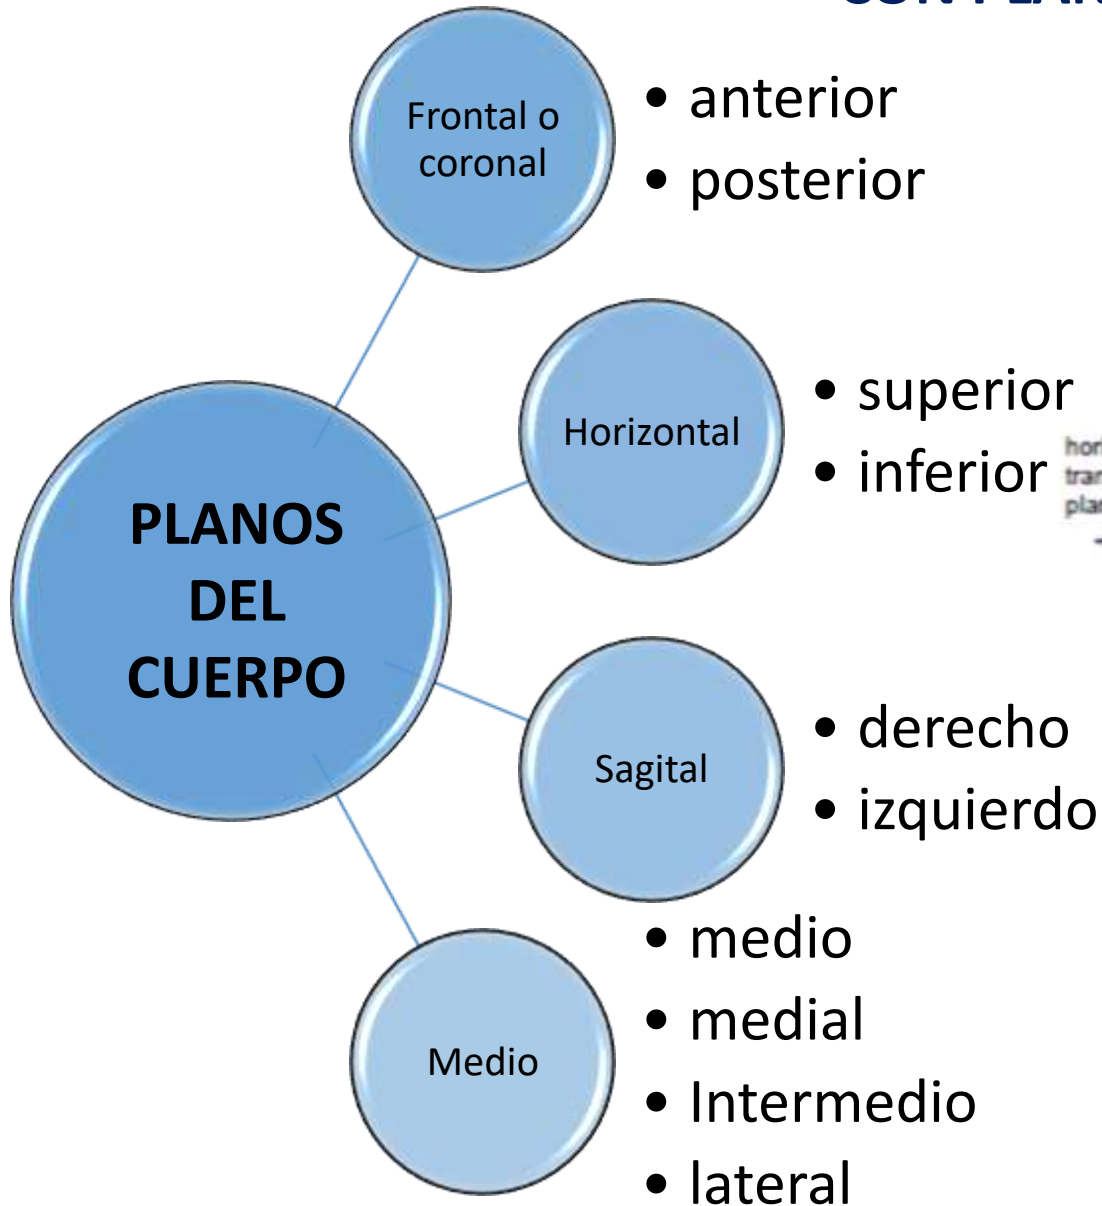 Frontal o
coronal
• anterior
• posterior
Horizontal
• superior
• inferior
PLANOS
DEL
CUERPO
Sagital
• derecho
• izquierdo
Medio
• medio
• medial
• Intermedio
• lateral